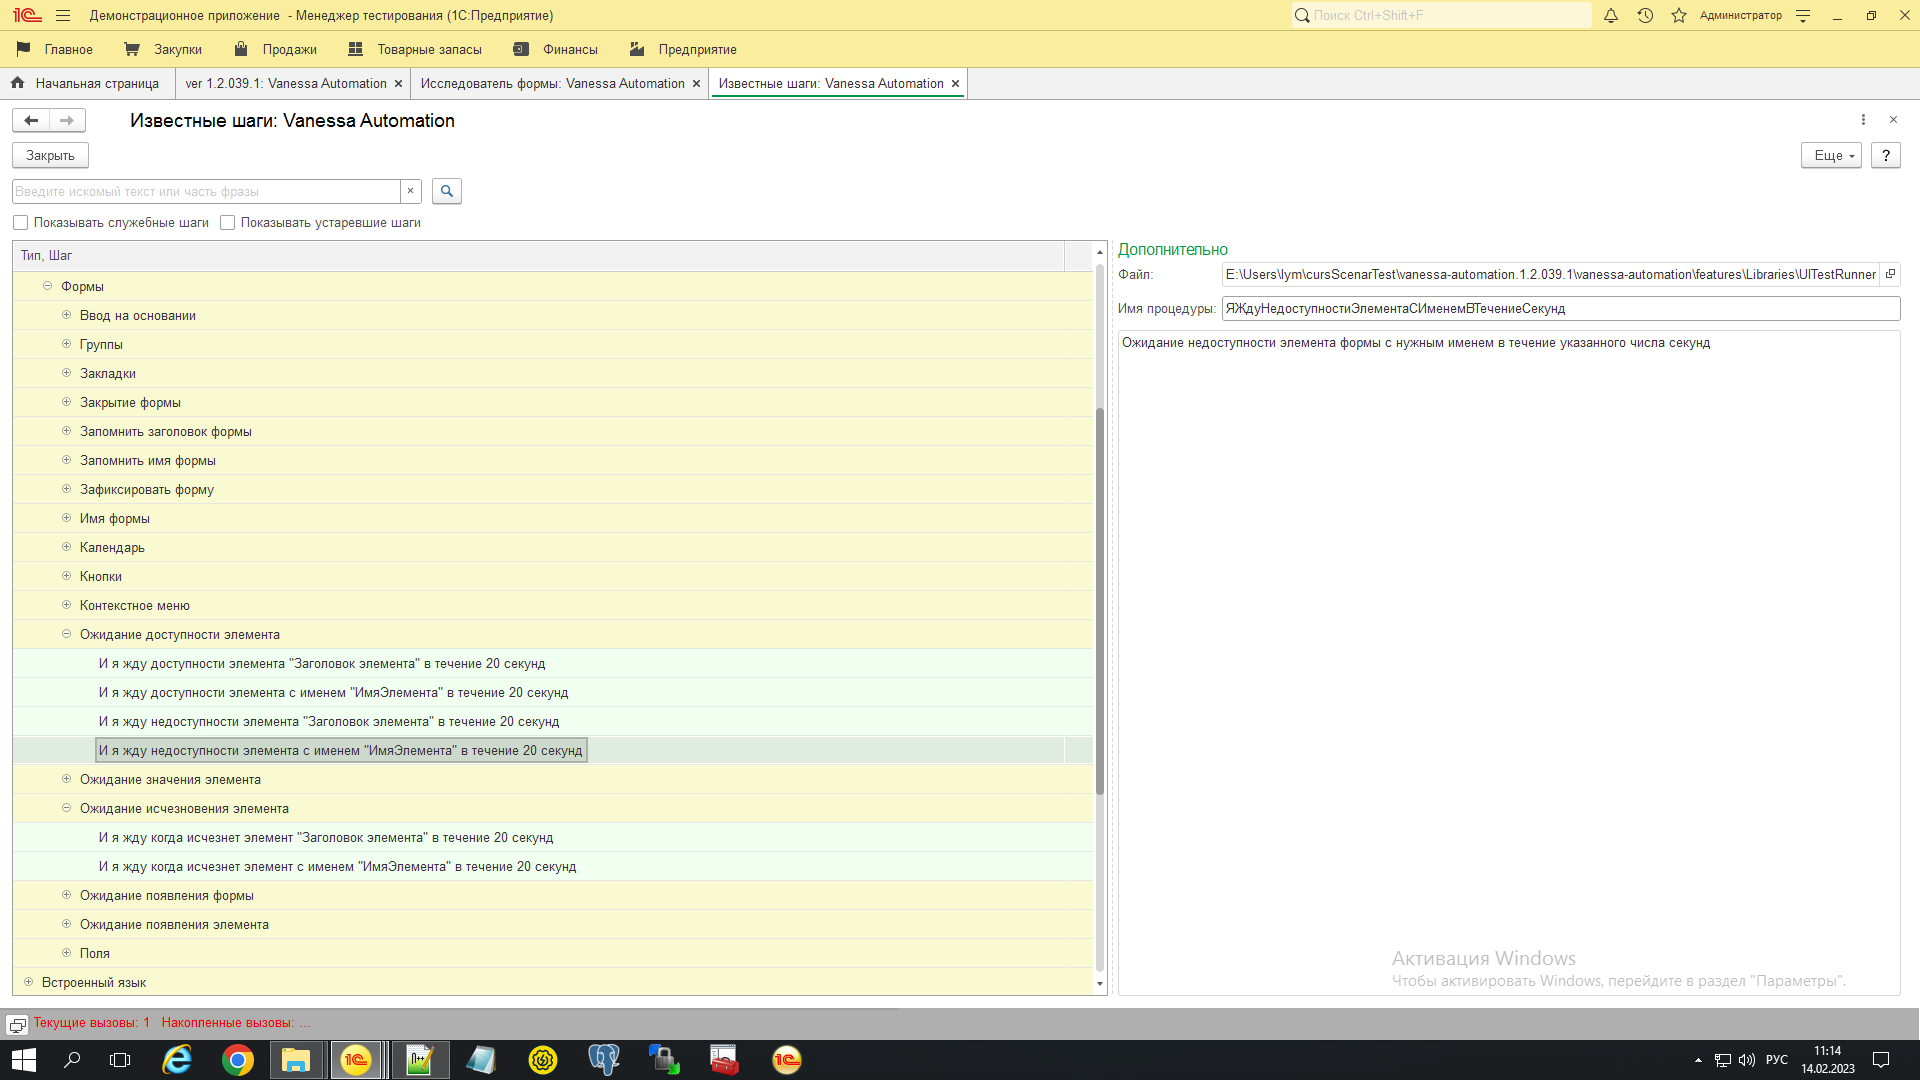 Демонстрационное приложение - Менеджер тестирования (1С:Предприятие)
Поиск Ctrl+Shift+F
Администратор
Главное
Закупки
Продажи
Товарные запасы
Финансы
Предприятие
Начальная страница
ver 1.2.039.1: Vanessa Automation
Исследователь формы: Vanessa Automation
Известные шаги: Vanessa Automation
Известные шаги: Vanessa Automation
Закрыть
Еще
?
Введите искомый текст или часть фразы
Показывать служебные шаги
Показывать устаревшие шаги
Тип, Шаг
Формы
Ввод на основании
Группы
Закладки
Закрытие формы
Запомнить заголовок формы
Запомнить имя формы
Зафиксировать форму
Имя формы
Календарь
Кнопки
Контекстное меню
Ожидание доступности элемента
И я жду доступности элемента "Заголовок элемента" в течение 20 секунд
И я жду доступности элемента с именем "ИмяЭлемента" в течение 20 секунд
И я жду недоступности элемента "Заголовок элемента" в течение 20 секунд
И я жду недоступности элемента с именем "ИмяЭлемента" в течение 20 секунд
Ожидание значения элемента
Ожидание исчезновения элемента
И я жду когда исчезнет элемент "Заголовок элемента" в течение 20 секунд
И я жду когда исчезнет элемент с именем "ИмяЭлемента" в течение 20 секунд
Ожидание появления формы
Ожидание появления элемента
Поля
Встроенный язык
Дополнительно
Файл: E:\Users\lym\cursScenarTest\vanessa-automation.1.2.039.1\vanessa-automation\features\Libraries\UITestRunner
Имя процедуры: ЯЖдуНедоступностиЭлементаСИменемВТечениеСекунд
Ожидание недоступности элемента формы с нужным именем в течение указанного числа секунд
Активация Windows
Чтобы активировать Windows, перейдите в раздел "Параметры".
Текущие вызовы: 1 Накопленные вызовы: ...
РУС
11:14
14.02.2023